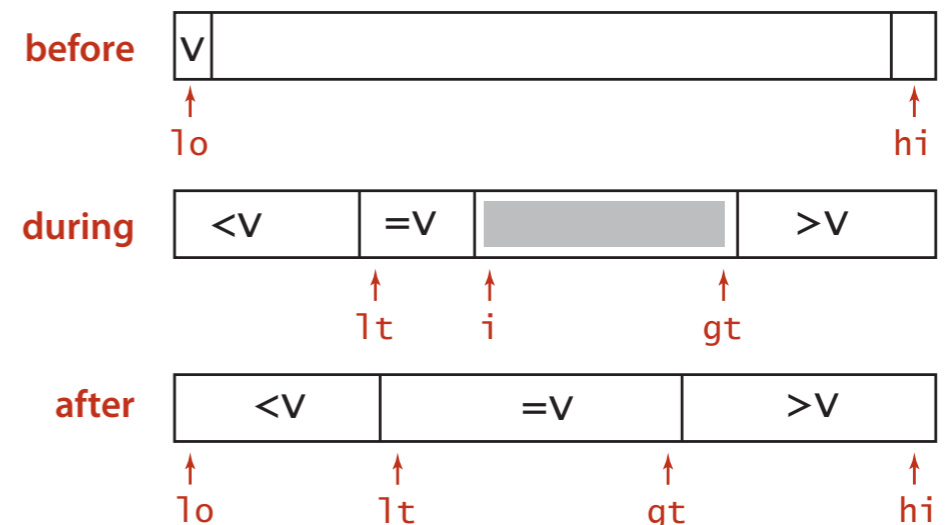 before V
lo hi
during <V =V >V
lt i gt
after <V =V >V
lo lt gt hi